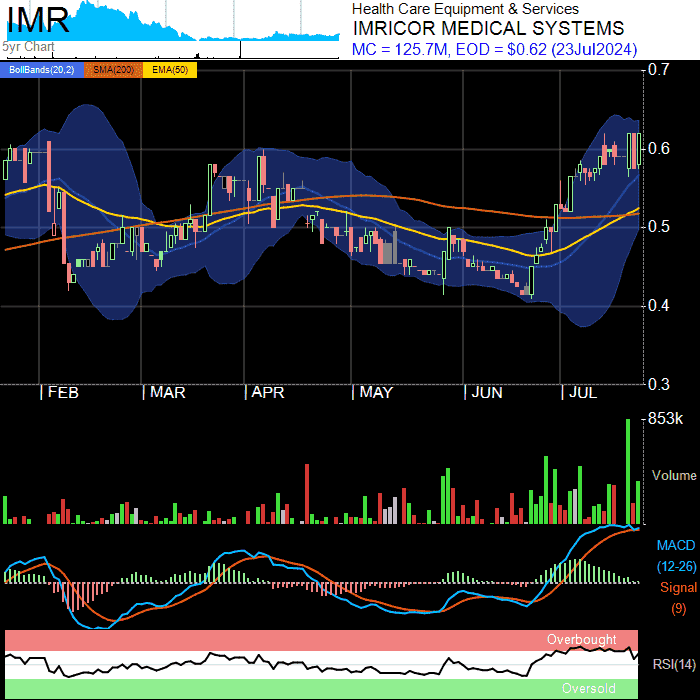 IMR
5yr Chart
Health Care Equipment & Services
IMRICOR MEDICAL SYSTEMS
MC = 125.7M, EOD = $0.62 (23Jul2024)
BollBands(20,2) SMA(200) EMA(50)
0.7
0.6
0.5
0.4
0.3
| FEB | MAR | APR | MAY | JUN | JUL
853k
Volume
MACD
(12-26)
Signal
(9)
Overbought
RSI(14)
Oversold